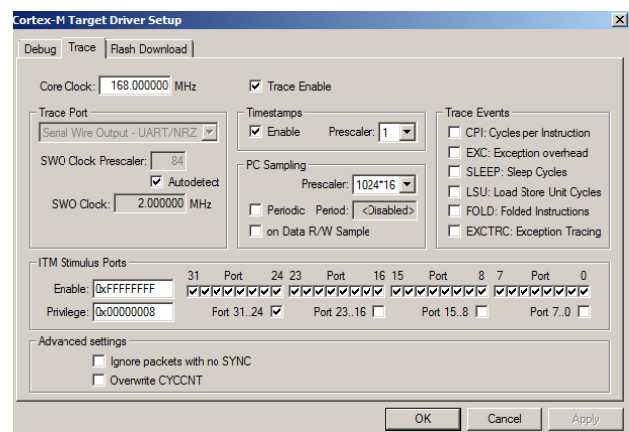 Cortex-M Target Driver Setup
Debug Trace Flash Download
Core Clock: 168.000000 MHz Trace Enable
Trace Port
Serial Wire Output - UART/NRZ
SWO Clock Prescaler: 84
Autodetect
SWO Clock: 2.000000 MHz
Timestamps
Enable Prescaler: 1
PC Sampling
Prescaler: 1024*16
Periodic Period: <Disabled>
on Data R/W Sample
Trace Events
CPI: Cycles per Instruction
EXC: Exception overhead
SLEEP: Sleep Cycles
LSU: Load Store Unit Cycles
FOLD: Folded Instructions
EXCTRC: Exception Tracing
ITM Stimulus Ports
31 Port 24 23 Port 16 15 Port 8 7 Port 0
Enable: 0xFFFFFFFF
Privilege: 0x00000008 Port 31..24 Port 23..16 Port 15..8 Port 7..0
Advanced settings
Ignore packets with no SYNC
Overwrite CYCCNT
OK Cancel Apply